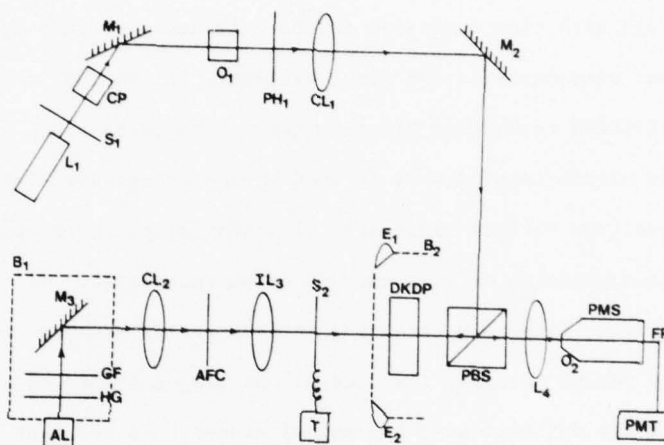 M1
M2
O1
CP
PH1
CL1
S1
L1
E1
B2
B1
CL2
IL3
S2
DKDP
PMS
M3
FP
GF
AFC
PBS
O2
HG
L4
AL
T
E2
PMT